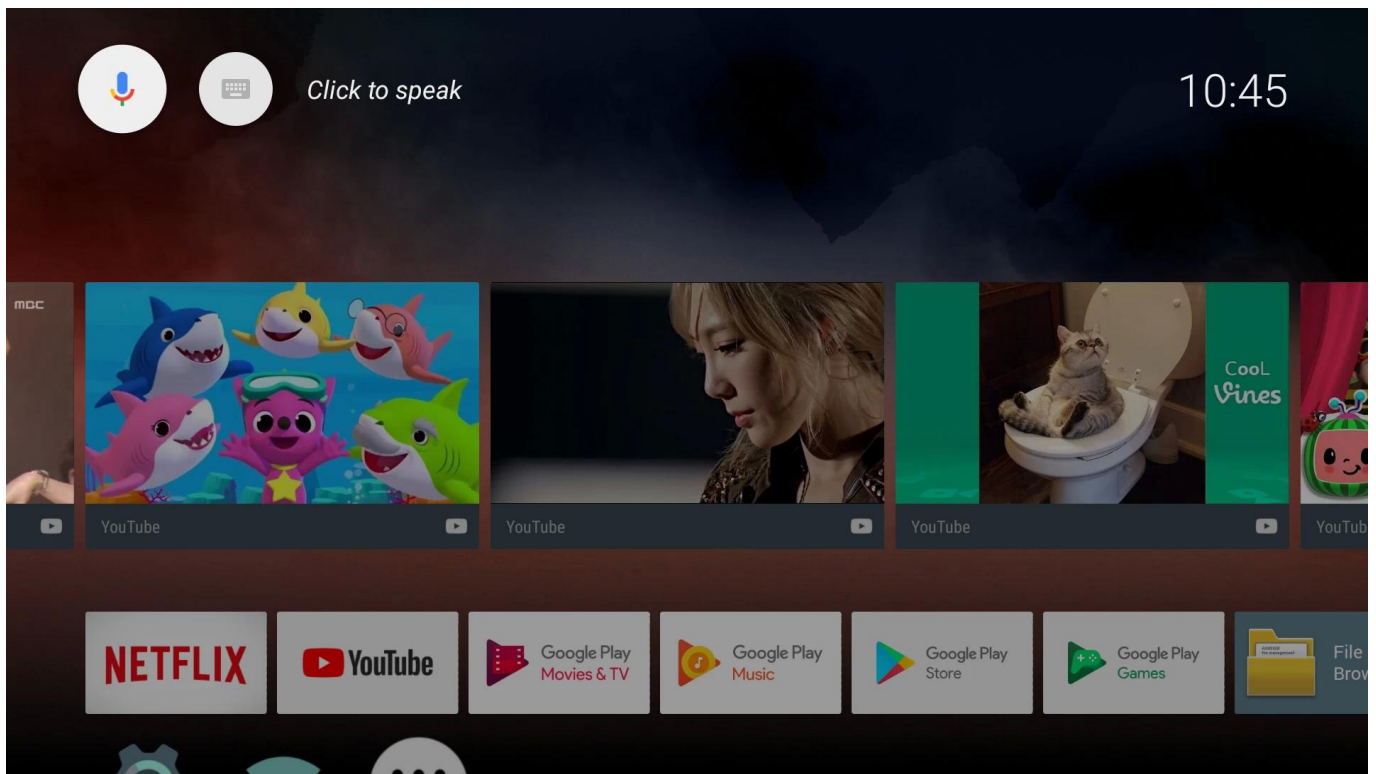 Click to speak
10:45
mbc
CooL
Vines
YouTube
YouTube
YouTube
YouTub
NETFLIX
YouTube
Google Play
Movies & TV
Google Play
Music
Google Play
Store
Google Play
Games
File
Brow